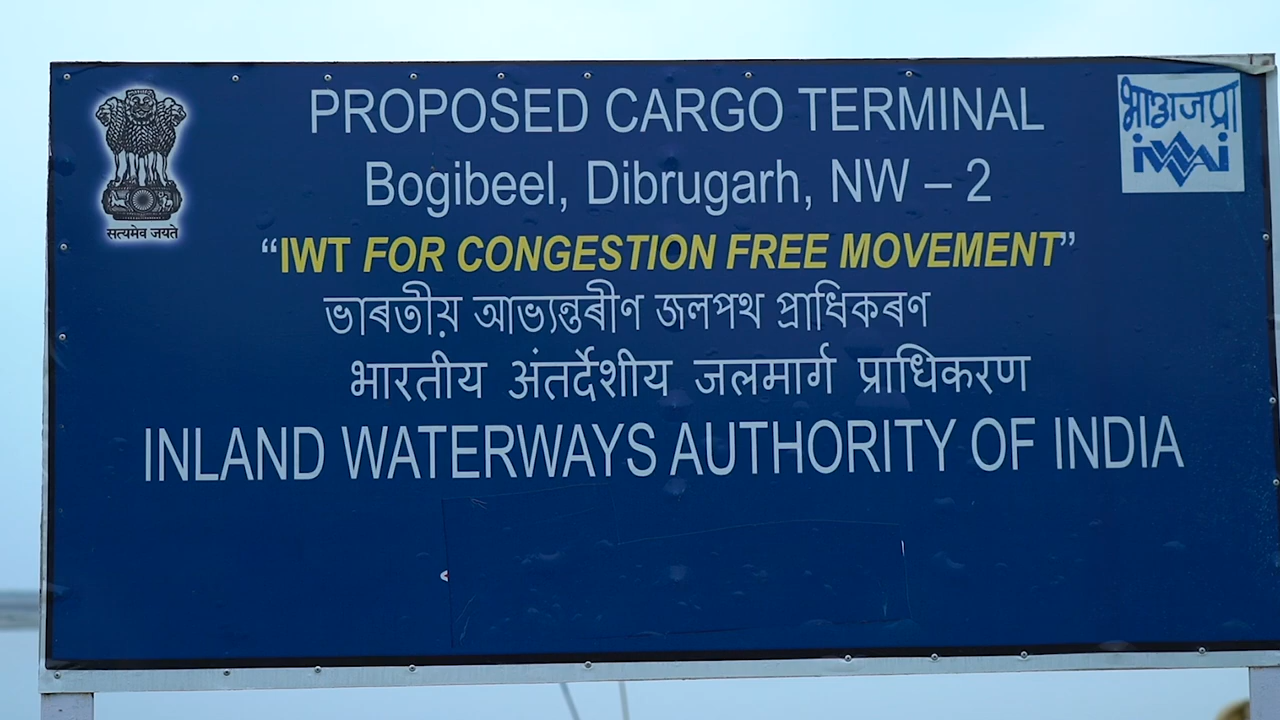 PROPOSED CARGO TERMINAL
Bogibeel, Dibrugarh, NW – 2
“IWT FOR CONGESTION FREE MOVEMENT”
ভাৰতীয় আভ্যন্তৰীণ জলপথ প্ৰাধিকৰণ
भारतीय अंतर्देशीय जलमार्ग प्राधिकरण
INLAND WATERWAYS AUTHORITY OF INDIA
सत्यमेव जयते
भाअजप्रा
iWAi